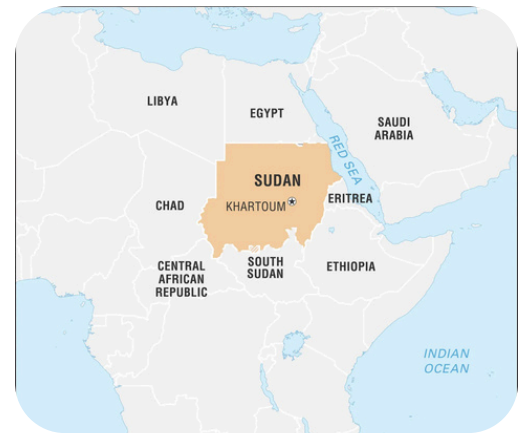 LIBYA
EGYPT
SAUDI
ARABIA
RED SEA
SUDAN
KHARTOUM
CHAD
ERITREA
CENTRAL
AFRICAN
REPUBLIC
SOUTH
SUDAN
ETHIOPIA
INDIAN
OCEAN